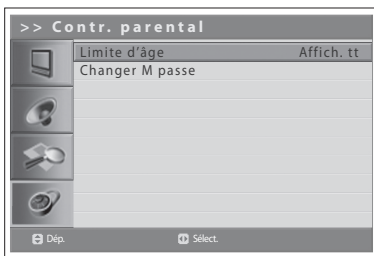 >> Contr. parental
Limite d’âge Affich. tt
Changer M passe
Dép. Sélect.